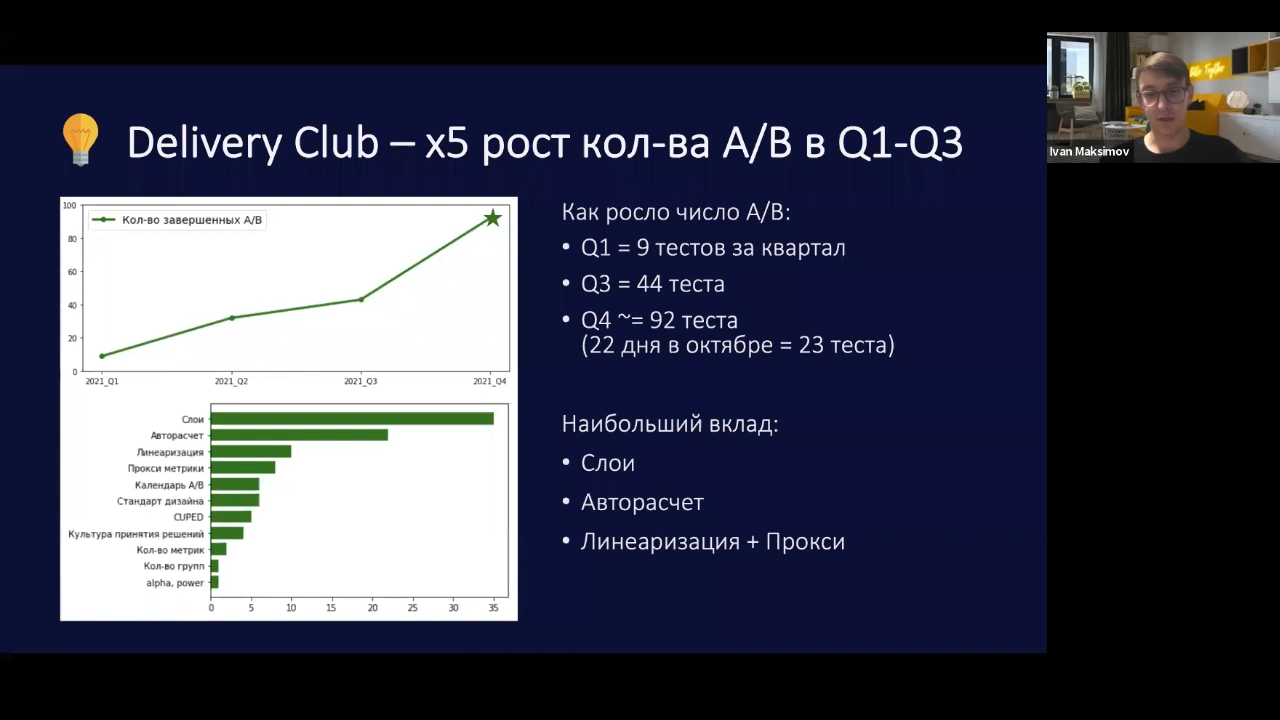 Delivery Club – x5 рост кол-ва A/B в Q1-Q3
Ivan Maksimov
Кол-во завершенных A/B
100
80
60
40
20
0
2021_Q1
2021_Q2
2021_Q3
2021_Q4
Слои
Авторасчет
Линеаризация
Прокси метрики
Календарь A/B
Стандарт дизайна
CUPED
Культура принятия решений
Кол-во метрик
Кол-во групп
alpha, power
0 5 10 15 20 25 30 35
Как росло число A/B:
• Q1 = 9 тестов за квартал
• Q3 = 44 теста
• Q4 ~= 92 теста
(22 дня в октябре = 23 теста)
Наибольший вклад:
• Слои
• Авторасчет
• Линеаризация + Прокси